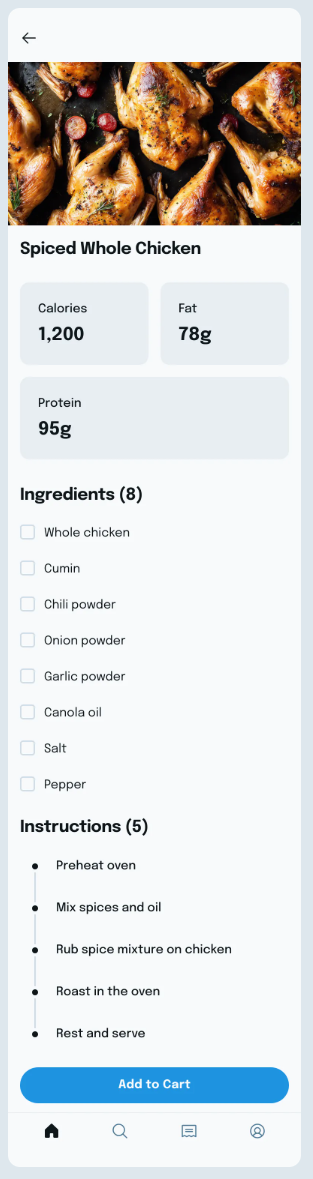 Spiced Whole Chicken
Calories
1,200
Fat
78g
Protein
95g
Ingredients (8)
Whole chicken
Cumin
Chili powder
Onion powder
Garlic powder
Canola oil
Salt
Pepper
Instructions (5)
Preheat oven
Mix spices and oil
Rub spice mixture on chicken
Roast in the oven
Rest and serve
Add to Cart